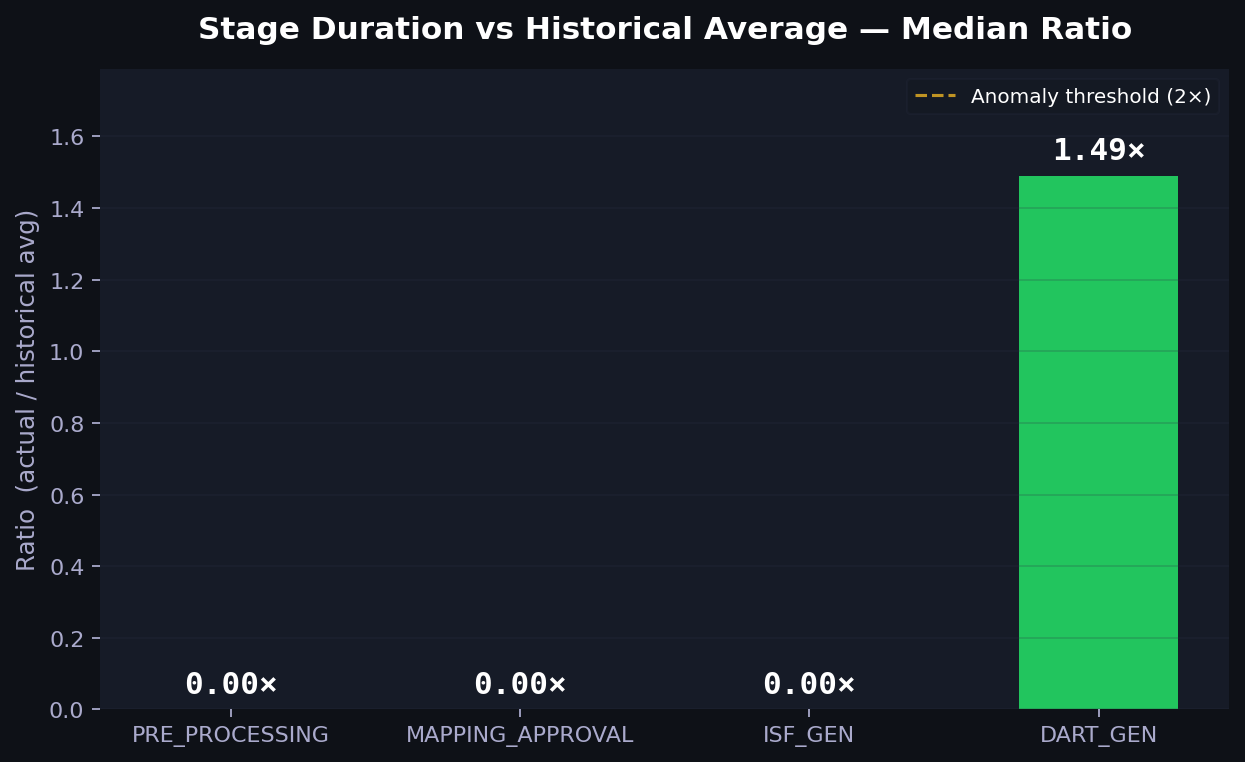 Stage Duration vs Historical Average — Median Ratio
Anomaly threshold (2×)
Ratio (actual / historical avg)
1.6
1.4
1.2
1.0
0.8
0.6
0.4
0.2
0.0
0.00×
0.00×
0.00×
1.49×
PRE_PROCESSING
MAPPING_APPROVAL
ISF_GEN
DART_GEN